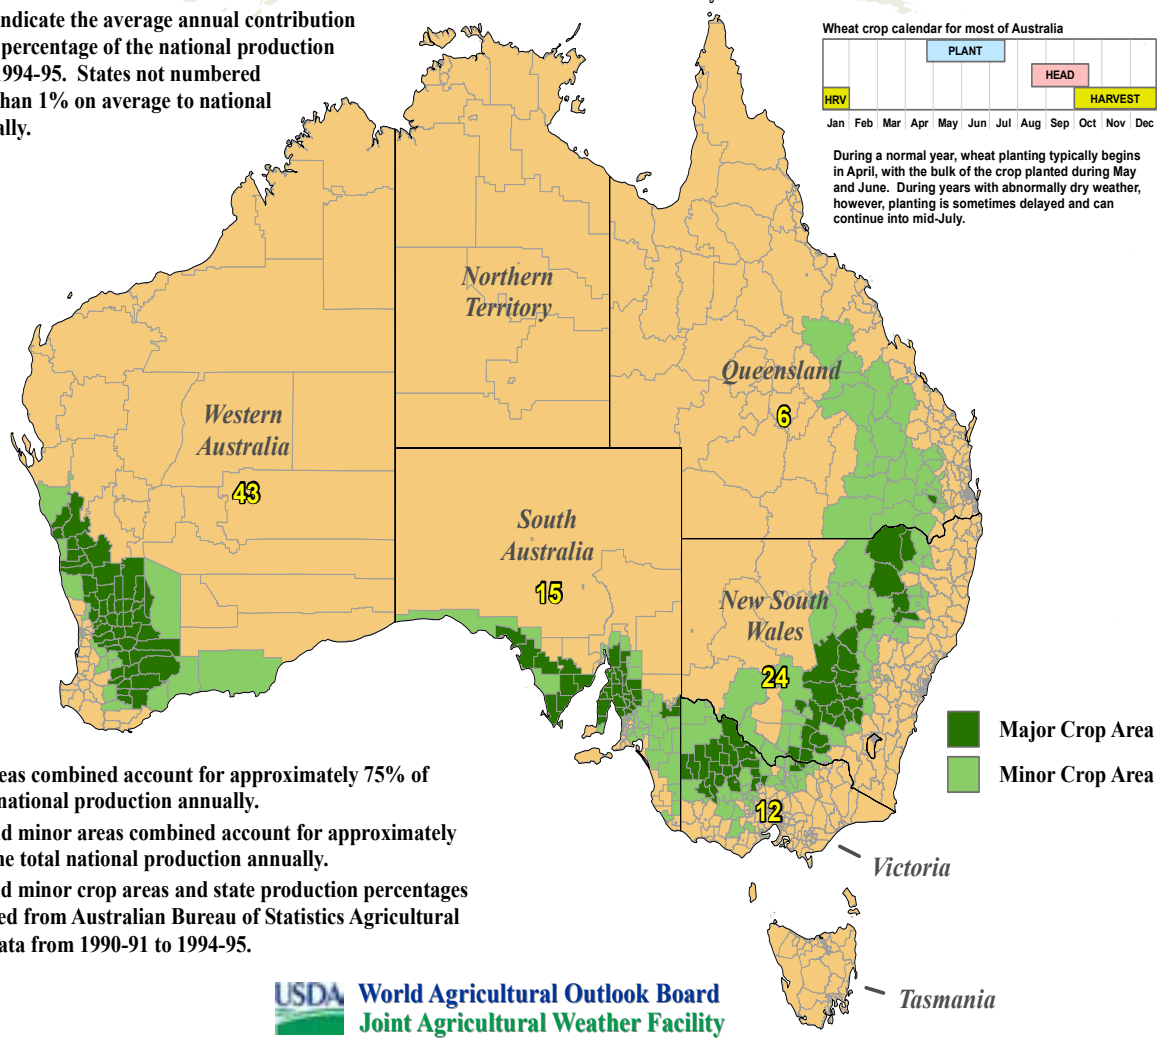 ndicate the average annual contribution
percentage of the national production
1994-95. States not numbered
han 1% on average to national
ally.
Wheat crop calendar for most of Australia
PLANT
HEAD
HRV
HARVEST
Jan Feb Mar Apr May Jun Jul Aug Sep Oct Nov Dec
During a normal year, wheat planting typically begins
in April, with the bulk of the crop planted during May
and June. During years with abnormally dry weather,
however, planting is sometimes delayed and can
continue into mid-July.
Northern
Territory
Queensland
6
Western
Australia
43
South
Australia
15
New South
Wales
24
Major Crop Area
Minor Crop Area
12
Victoria
Tasmania
eas combined account for approximately 75% of
national production annually.
d minor areas combined account for approximately
he total national production annually.
d minor crop areas and state production percentages
ed from Australian Bureau of Statistics Agricultural
ata from 1990-91 to 1994-95.
USDA
World Agricultural Outlook Board
Joint Agricultural Weather Facility